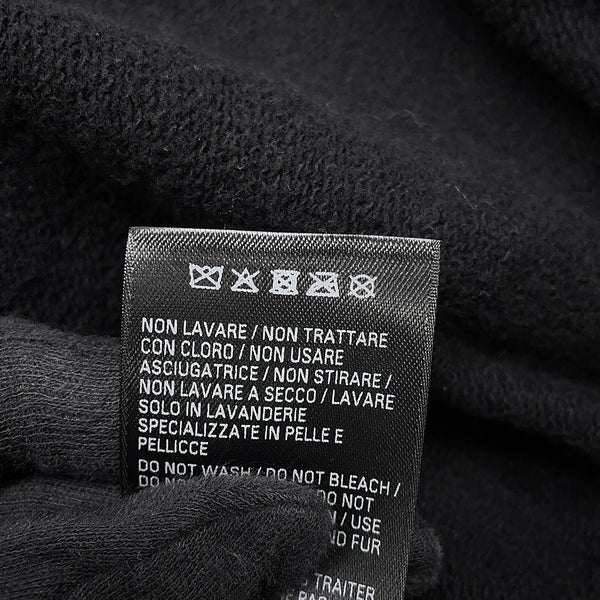 NON LAVARE / NON TRATTARE
CON CLORO / NON USARE
ASCIUGATRICE / NON STIRARE /
NON LAVARE A SECCO / LAVARE
SOLO IN LAVANDERIE
SPECIALIZZATE IN PELLE E
PELLICCE
DO NOT WASH / DO NOT BLEACH /
DO NOT
/ USE
FUR
TRAITER